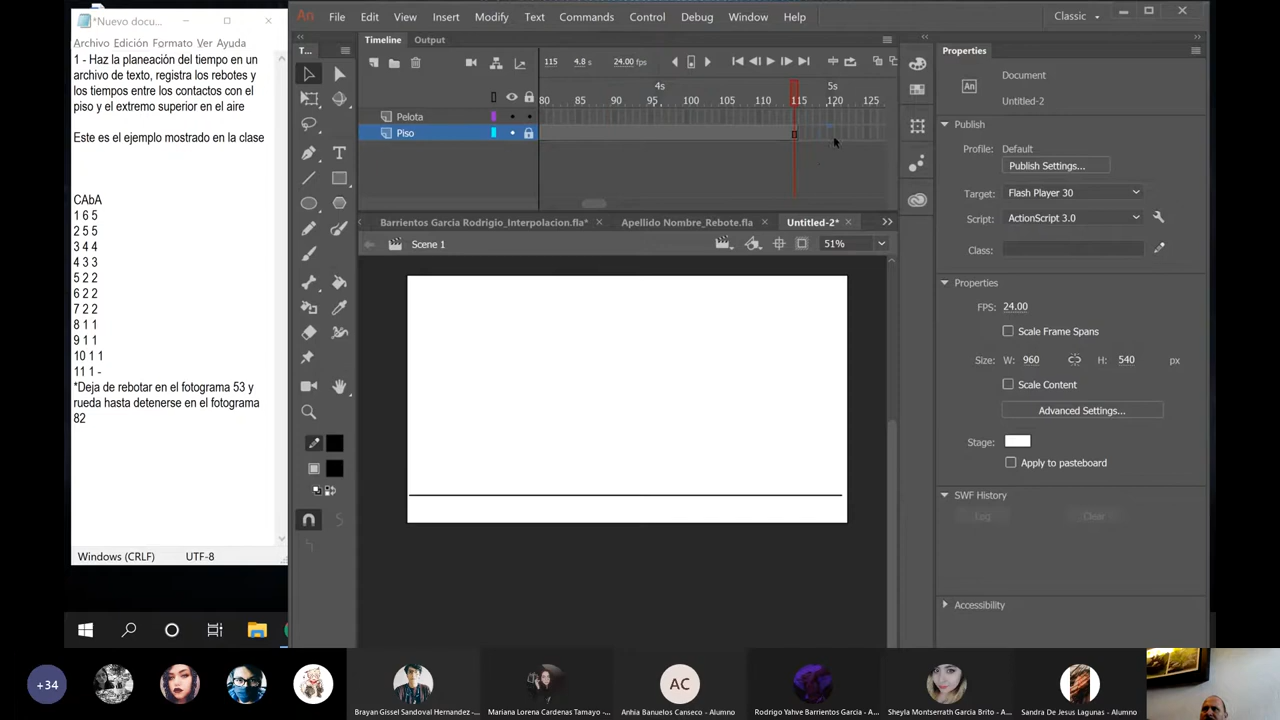 *Nuevo docu...
Archivo Edición Formato Ver Ayuda
1 - Haz la planeación del tiempo en un
archivo de texto, registra los rebotes y
los tiempos entre los contactos con el
piso y el extremo superior en el aire
Este es el ejemplo mostrado en la clase
CAbA
1 6 5
2 5 5
3 4 4
4 3 3
5 2 2
6 2 2
7 2 2
8 1 1
9 1 1
10 1 1
11 1 -
*Deja de rebotar en el fotograma 53 y
rueda hasta detenerse en el fotograma
82
Windows (CRLF) UTF-8
An File Edit View Insert Modify Text Commands Control Debug Window Help Classic
T...
Timeline Output
115 4.8 s 24.00 fps
4s 5s
80 85 90 95 100 105 110 115 120 125
Pelota
Piso
Barrientos Garcia Rodrigio_Interpolacion.fla* Apellido Nombre_Rebote.fla Untitled-2*
Scene 1 51%
Properties
An Document
Untitled-2
Publish
Profile: Default
Publish Settings...
Target: Flash Player 30
Script: ActionScript 3.0
Class:
Properties
FPS: 24.00
Scale Frame Spans
Size: W: 960 H: 540 px
Scale Content
Advanced Settings...
Stage:
Apply to pasteboard
SWF History
Log Clear
Accessibility
+34
AC
Brayan Gissel Sandoval Hernandez -...
Mariana Lorena Cardenas Tamayo -...
Anhia Banuelos Canseco - Alumno
Rodrigo Yahve Barrientos Garcia - A...
Sheyla Montserrath Garcia Brito - A...
Sandra De Jesus Lagunas - Alumno